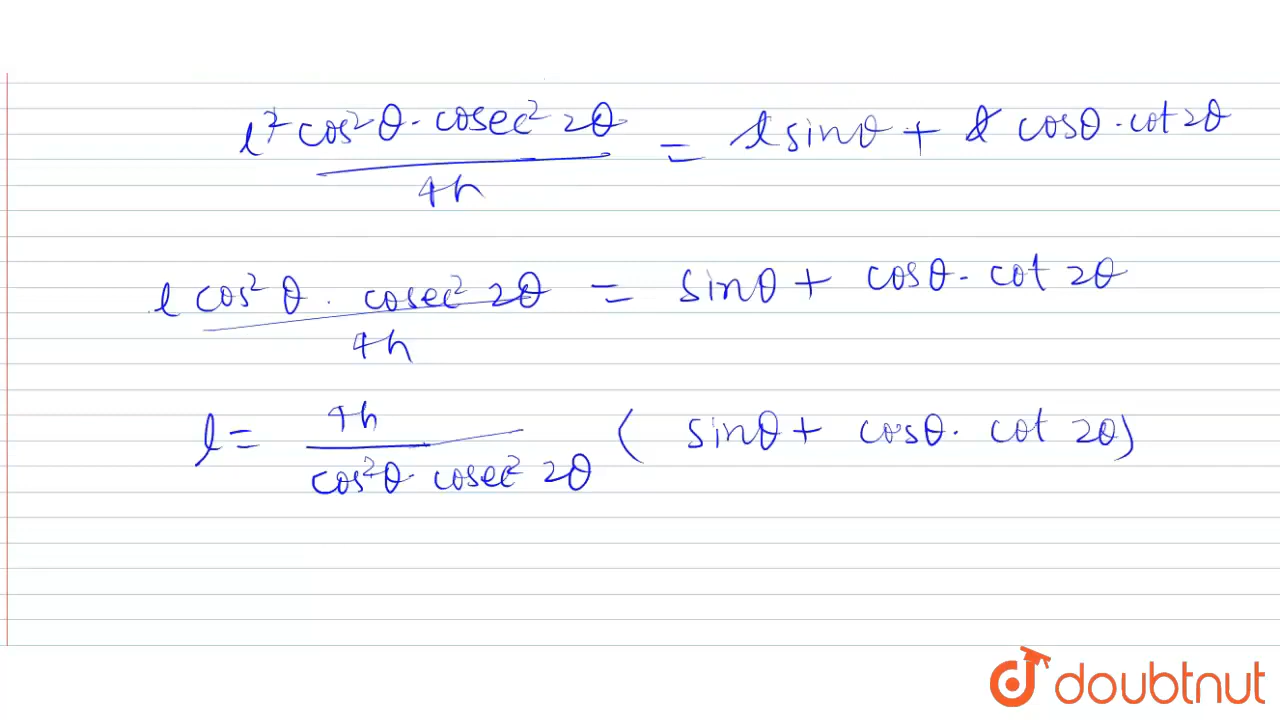 l² cos²θ · cosec² 2θ / 4h = l sinθ + l cosθ · cot 2θ
l cos² θ · cosec² 2θ / 4h = sinθ + cosθ · cot 2θ
l = 4h / cos²θ · cosec² 2θ ( sinθ + cosθ · cot 2θ)
doubtnut